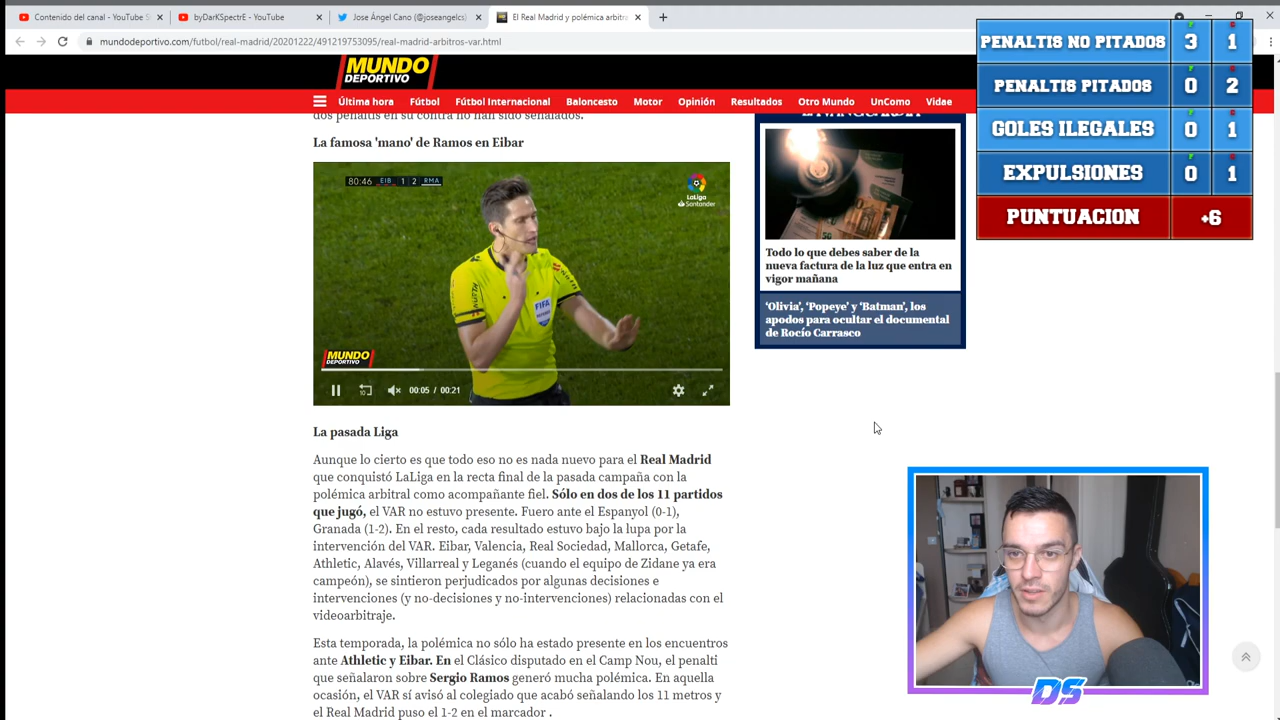 Contenido del canal - YouTube S
byDarKSpectrE - YouTube
Jose Ángel Cano (@joseangelcs)
El Real Madrid y polémica arbitra
mundodeportivo.com/futbol/real-madrid/20201222/491219753095/real-madrid-arbitros-var.html
MUNDO
DEPORTIVO
Última hora Fútbol Fútbol Internacional Baloncesto Motor Opinión Resultados Otro Mundo UnComo Vidae
PENALTIS NO PITADOS 3 1
PENALTIS PITADOS 0 2
GOLES ILEGALES 0 1
EXPULSIONES 0 1
PUNTUACION +6
dos penaltis en su contra no han sido señalados.
La famosa 'mano' de Ramos en Eibar
80:46 EIB 1 2 RMA
LaLiga
Santander
FIFA
MUNDO
DEPORTIVO
10
00:05 / 00:21
Todo lo que debes saber de la
nueva factura de la luz que entra en
vigor mañana
‘Olivia’, ‘Popeye’ y ‘Batman’, los
apodos para ocultar el documental
de Rocío Carrasco
La pasada Liga
Aunque lo cierto es que todo eso no es nada nuevo para el Real Madrid
que conquistó LaLiga en la recta final de la pasada campaña con la
polémica arbitral como acompañante fiel. Sólo en dos de los 11 partidos
que jugó, el VAR no estuvo presente. Fuero ante el Espanyol (0-1),
Granada (1-2). En el resto, cada resultado estuvo bajo la lupa por la
intervención del VAR. Eibar, Valencia, Real Sociedad, Mallorca, Getafe,
Athletic, Alavés, Villarreal y Leganés (cuando el equipo de Zidane ya era
campeón), se sintieron perjudicados por algunas decisiones e
intervenciones (y no-decisiones y no-intervenciones) relacionadas con el
videoarbitraje.
Esta temporada, la polémica no sólo ha estado presente en los encuentros
ante Athletic y Eibar. En el Clásico disputado en el Camp Nou, el penalti
que señalaron sobre Sergio Ramos generó mucha polémica. En aquella
ocasión, el VAR sí avisó al colegiado que acabó señalando los 11 metros y
el Real Madrid puso el 1-2 en el marcador .
DS